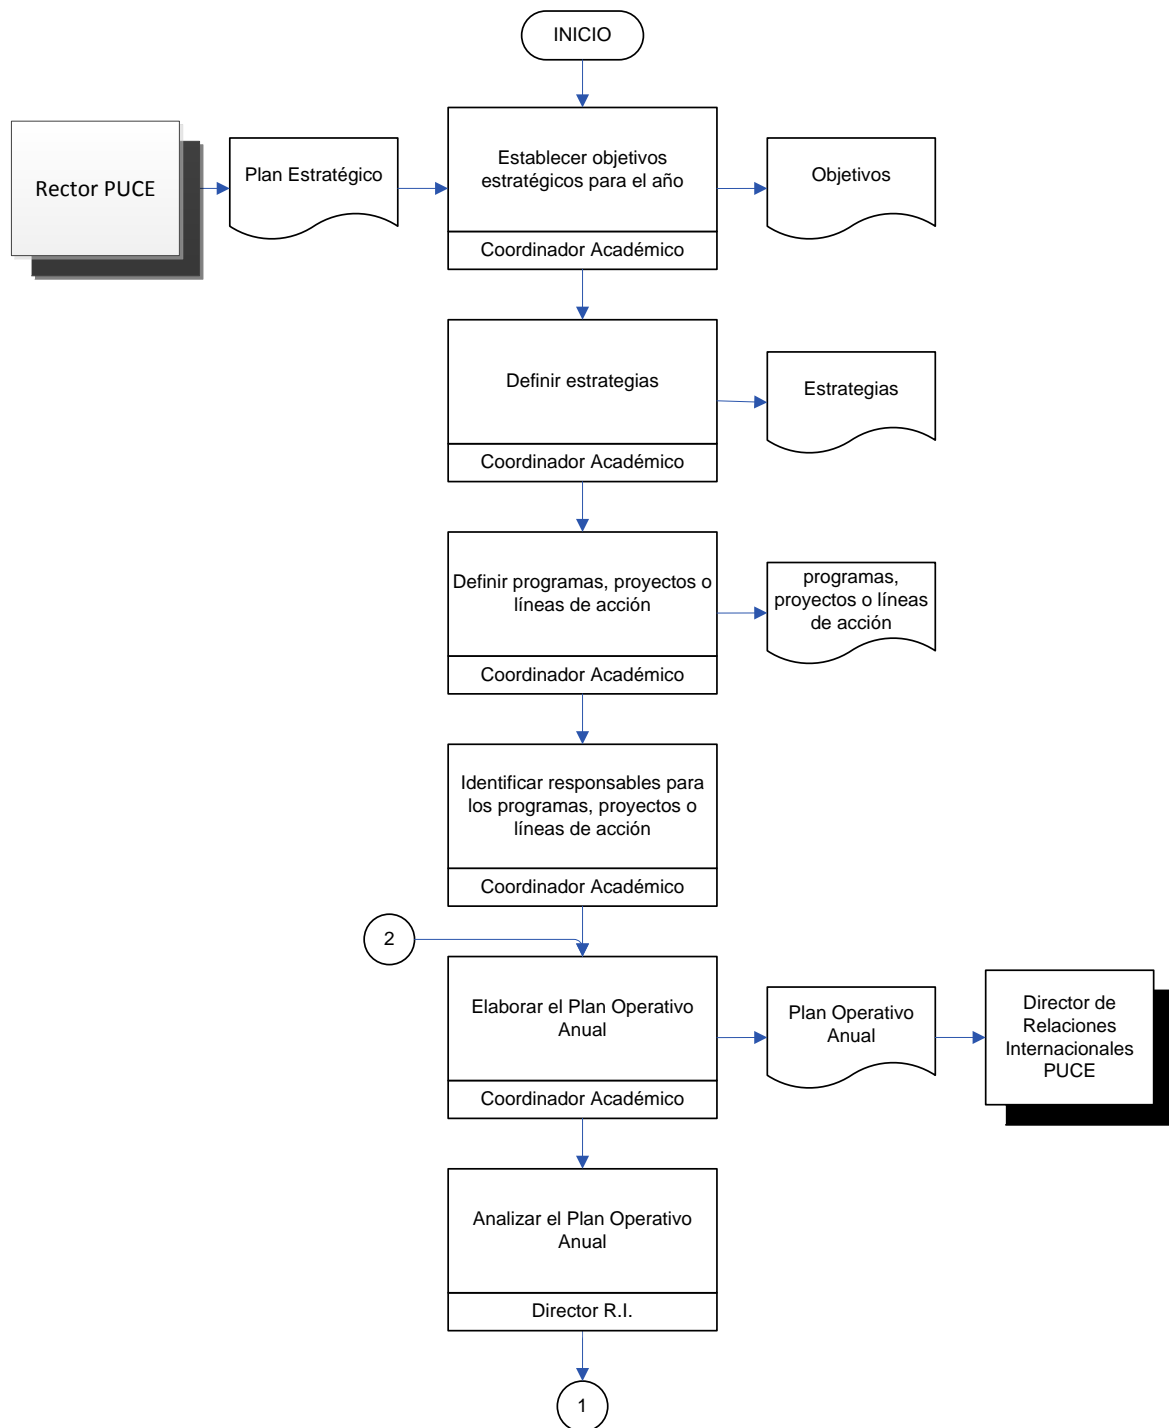 INICIO
Rector PUCE
Plan Estratégico
Establecer objetivos
estratégicos para el año
Coordinador Académico
Objetivos
Definir estrategias
Coordinador Académico
Estrategias
Definir programas, proyectos o
líneas de acción
Coordinador Académico
programas,
proyectos o líneas
de acción
Identificar responsables para
los programas, proyectos o
líneas de acción
Coordinador Académico
2
Elaborar el Plan Operativo
Anual
Coordinador Académico
Plan Operativo
Anual
Director de
Relaciones
Internacionales
PUCE
Analizar el Plan Operativo
Anual
Director R.I.
1